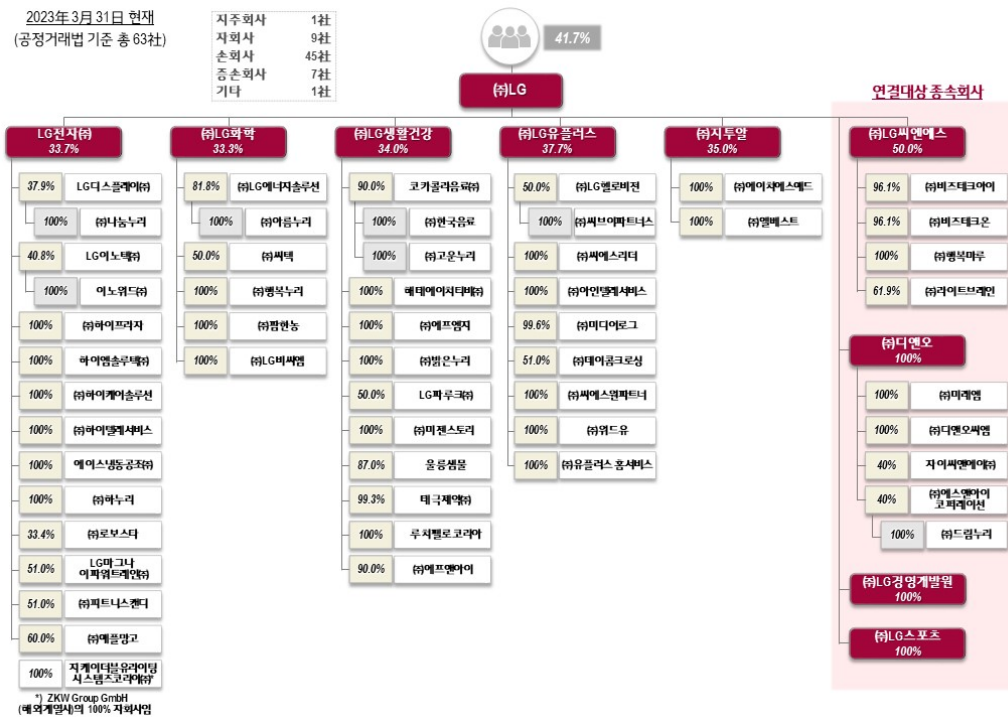 2023年 3月 31日 현재
(공정거래법 기준 총 63社)
지주회사 1社
자회사 9社
손회사 45社
증손회사 7社
기타 1社
41.7%
㈜LG
연결대상 종속회사
LG전자㈜
33.7%
37.9% LG디스플레이㈜
100% ㈜나눔누리
40.8% LG이노텍㈜
100% 이노위드㈜
100% ㈜하이프라자
100% 하이엠솔루텍㈜
100% ㈜하이케어솔루션
100% ㈜하이텔레서비스
100% 에이스냉동공조㈜
100% ㈜하누리
33.4% ㈜로보스타
51.0% LG마그나
이파워트레인㈜
51.0% ㈜피트니스캔디
60.0% ㈜애플망고
100% 지케이더블유라이팅
시스템즈코리아㈜*
*) ZKW Group GmbH
(해외계열사)의 100% 자회사임
㈜LG화학
33.3%
81.8% ㈜LG에너지솔루션
100% ㈜아름누리
50.0% ㈜씨텍
100% ㈜행복누리
100% ㈜팜한농
100% ㈜LG비씨엠
㈜LG생활건강
34.0%
90.0% 코카콜라음료㈜
100% ㈜한국음료
100% ㈜고운누리
100% 해태에이치티비㈜
100% ㈜에프엠지
100% ㈜밝은누리
50.0% LG파루크㈜
100% ㈜미젠스토리
87.0% 울릉샘물
99.3% 태극제약㈜
100% 루치펠로코리아
90.0% ㈜에프앤아이
㈜LG유플러스
37.7%
50.0% ㈜LG헬로비전
100% ㈜씨브이파트너스
100% ㈜씨에스리더
100% ㈜아인텔레서비스
99.6% ㈜미디어로그
51.0% ㈜데이콤크로싱
100% ㈜씨에스원파트너
100% ㈜위드유
100% ㈜유플러스 홈서비스
㈜지투알
35.0%
100% ㈜에이치에스애드
100% ㈜엘베스트
㈜LG씨엔에스
50.0%
96.1% ㈜비즈테크아이
96.1% ㈜비즈테크온
100% ㈜행복마루
61.9% ㈜라이트브레인
㈜디앤오
100%
100% ㈜미래엠
100% ㈜디앤오씨엠
40% 자이씨앤에이㈜
40% ㈜에스앤아이
코퍼레이션
100% ㈜드림누리
㈜LG경영개발원
100%
㈜LG스포츠
100%